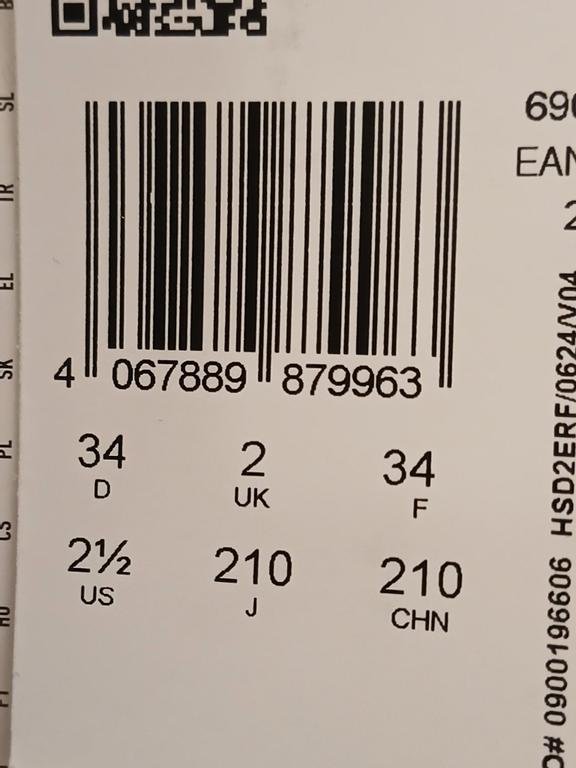 4 067889 879963
34 2 34
D UK F
2½ 210 210
US J CHN
EAN
# 0900196606 HSD2ERF/0624/V04
SL
TR
EL
SK
PL
CS
HU